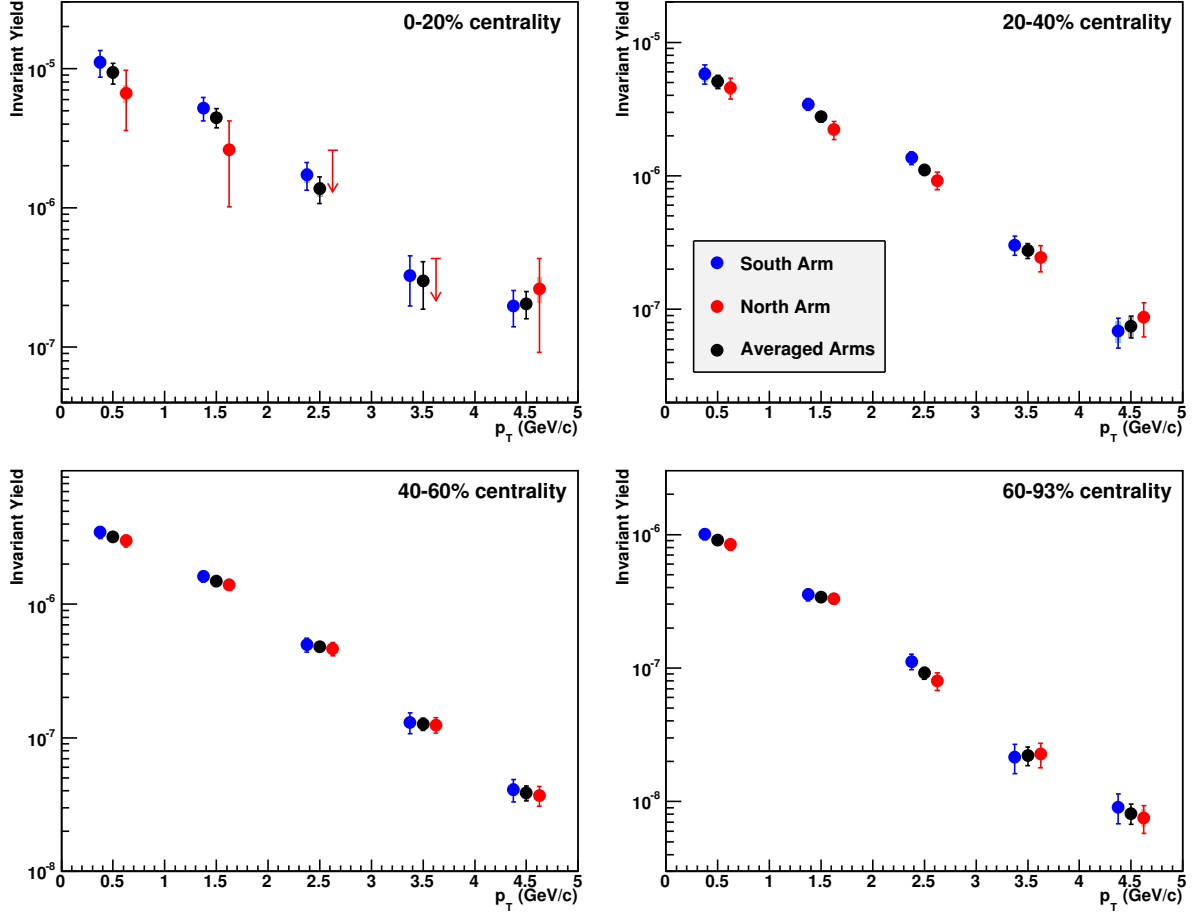 0-20% centrality
Invariant Yield
10^-5
10^-6
10^-7
0 0.5 1 1.5 2 2.5 3 3.5 4 4.5 5
p_T (GeV/c)
20-40% centrality
Invariant Yield
10^-5
10^-6
10^-7
South Arm
North Arm
Averaged Arms
0 0.5 1 1.5 2 2.5 3 3.5 4 4.5 5
p_T (GeV/c)
40-60% centrality
Invariant Yield
10^-6
10^-7
10^-8
0 0.5 1 1.5 2 2.5 3 3.5 4 4.5 5
p_T (GeV/c)
60-93% centrality
Invariant Yield
10^-6
10^-7
10^-8
0 0.5 1 1.5 2 2.5 3 3.5 4 4.5 5
p_T (GeV/c)